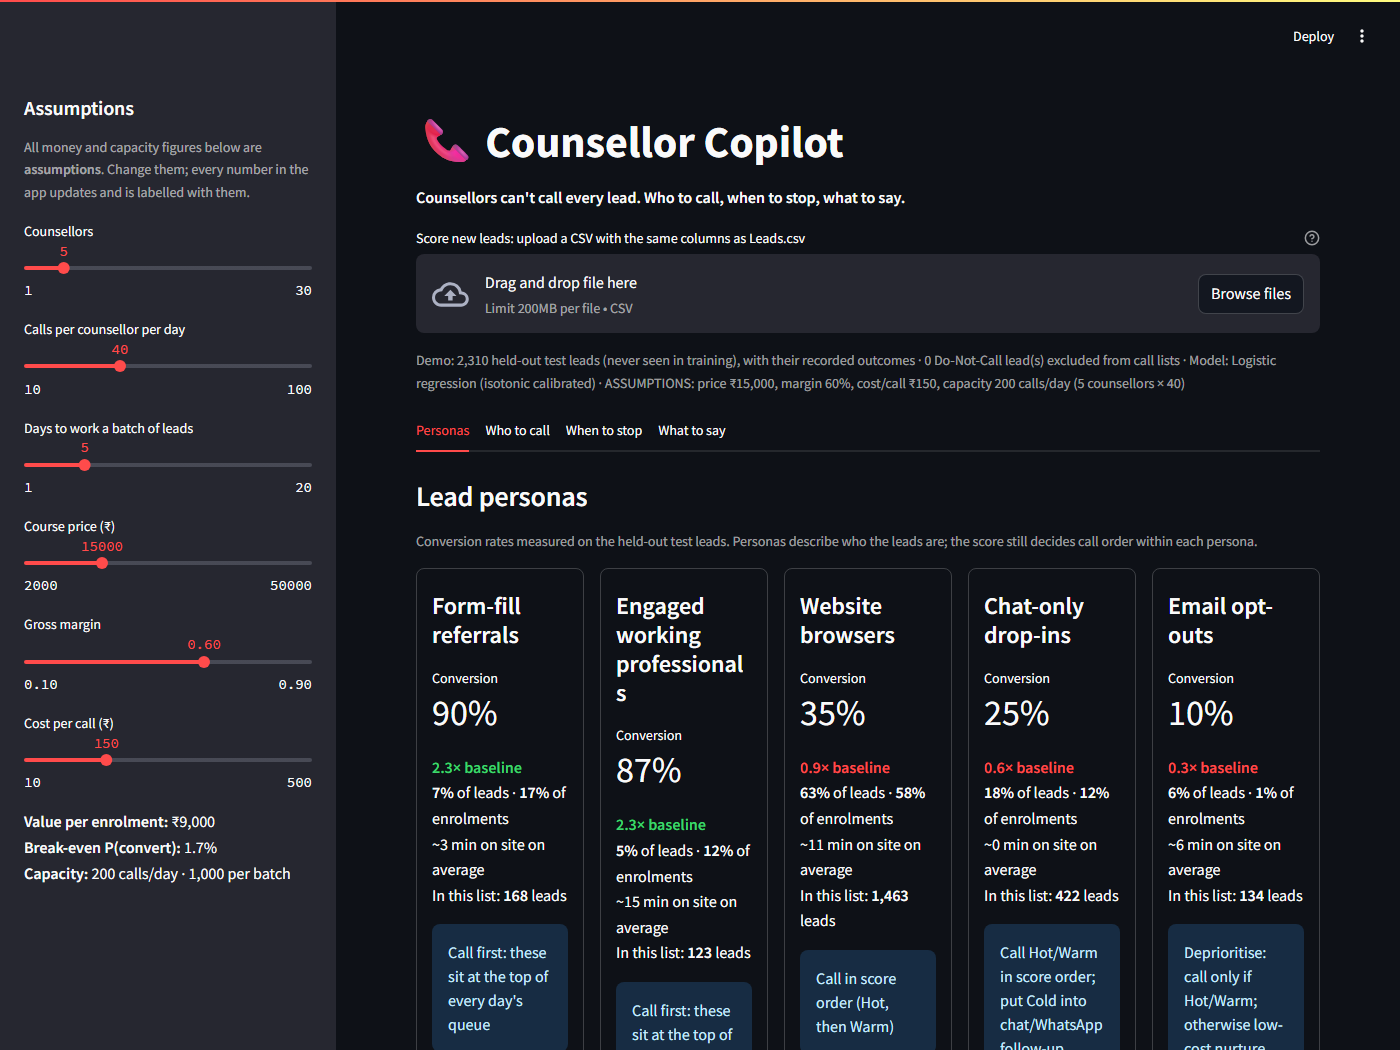 Deploy
Assumptions
All money and capacity figures below are
assumptions. Change them; every number in the
app updates and is labelled with them.
Counsellors
5
1 30
Calls per counsellor per day
40
10 100
Days to work a batch of leads
5
1 20
Course price (₹)
15000
2000 50000
Gross margin
0.60
0.10 0.90
Cost per call (₹)
150
10 500
Value per enrolment: ₹9,000
Break-even P(convert): 1.7%
Capacity: 200 calls/day · 1,000 per batch
Counsellor Copilot
Counsellors can't call every lead. Who to call, when to stop, what to say.
Score new leads: upload a CSV with the same columns as Leads.csv
Drag and drop file here
Limit 200MB per file • CSV
Browse files
Demo: 2,310 held-out test leads (never seen in training), with their recorded outcomes · 0 Do-Not-Call lead(s) excluded from call lists · Model: Logistic
regression (isotonic calibrated) · ASSUMPTIONS: price ₹15,000, margin 60%, cost/call ₹150, capacity 200 calls/day (5 counsellors × 40)
Personas Who to call When to stop What to say
Lead personas
Conversion rates measured on the held-out test leads. Personas describe who the leads are; the score still decides call order within each persona.
Form-fill
referrals
Conversion
90%
2.3× baseline
7% of leads · 17% of
enrolments
~3 min on site on
average
In this list: 168 leads
Call first: these
sit at the top of
every day's
queue
Engaged
working
professional
s
Conversion
87%
2.3× baseline
5% of leads · 12% of
enrolments
~15 min on site on
average
In this list: 123 leads
Call first: these
sit at the top of
Website
browsers
Conversion
35%
0.9× baseline
63% of leads · 58%
of enrolments
~11 min on site on
average
In this list: 1,463
leads
Call in score
order (Hot,
then Warm)
Chat-only
drop-ins
Conversion
25%
0.6× baseline
18% of leads · 12%
of enrolments
~0 min on site on
average
In this list: 422 leads
Call Hot/Warm
in score order;
put Cold into
chat/WhatsApp
follow-up
Email opt-
outs
Conversion
10%
0.3× baseline
6% of leads · 1% of
enrolments
~6 min on site on
average
In this list: 134 leads
Deprioritise:
call only if
Hot/Warm;
otherwise low-
cost nurture